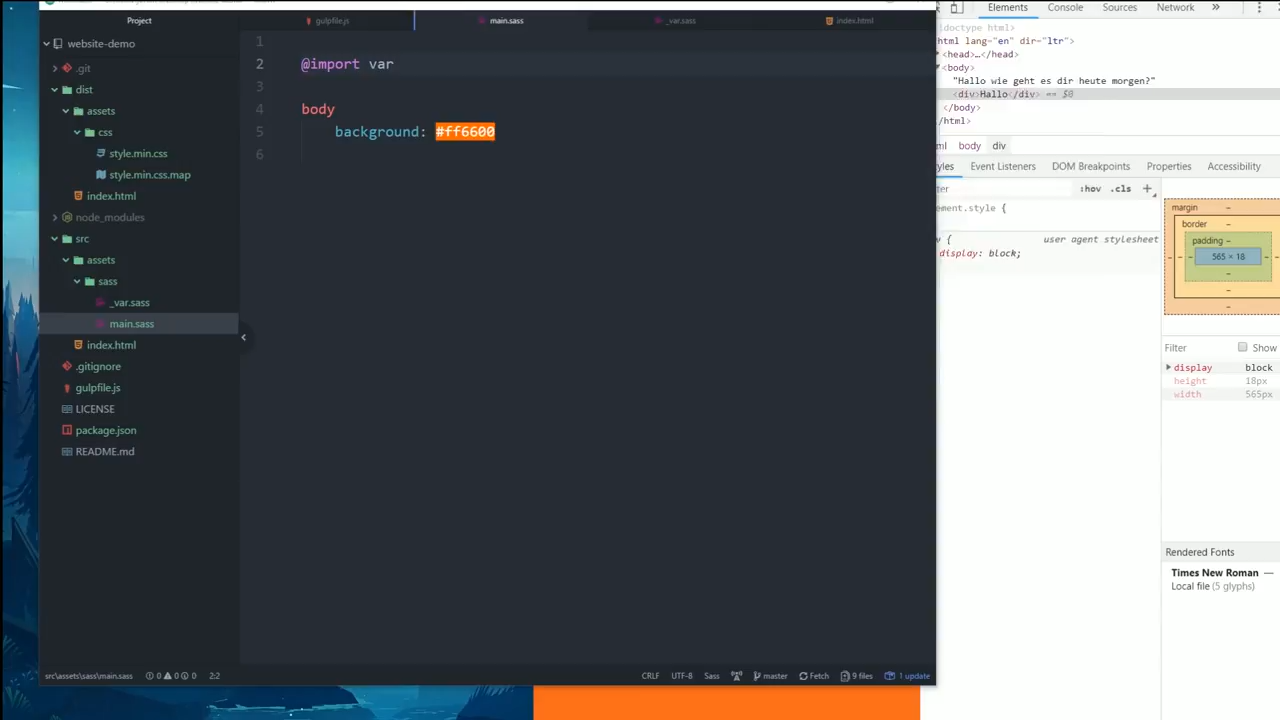 Project
gulpfile.js
main.sass
_var.sass
index.html
website-demo
.git
dist
assets
css
style.min.css
style.min.css.map
index.html
node_modules
src
assets
sass
_var.sass
main.sass
index.html
.gitignore
gulpfile.js
LICENSE
package.json
README.md
1
2 @import var
3
4 body
5 background: #ff6600
6
src\assets\sass\main.sass 0 0 0 2:2
CRLF UTF-8 Sass master Fetch 9 files 1 update
Elements Console Sources Network »
doctype html>
html lang="en" dir="ltr">
<head>…</head>
<body>
"Hallo wie geht es dir heute morgen?"
<div>Hallo</div> == $0
</body>
/html>
ml body div
yles Event Listeners DOM Breakpoints Properties Accessibility
ter :hov .cls +
ement.style {
v { user agent stylesheet
display: block;
margin –
border –
padding –
– – – 565 × 18 – – –
–
–
–
Filter Show
display block
height 18px
width 565px
Rendered Fonts
Times New Roman —
Local file (5 glyphs)